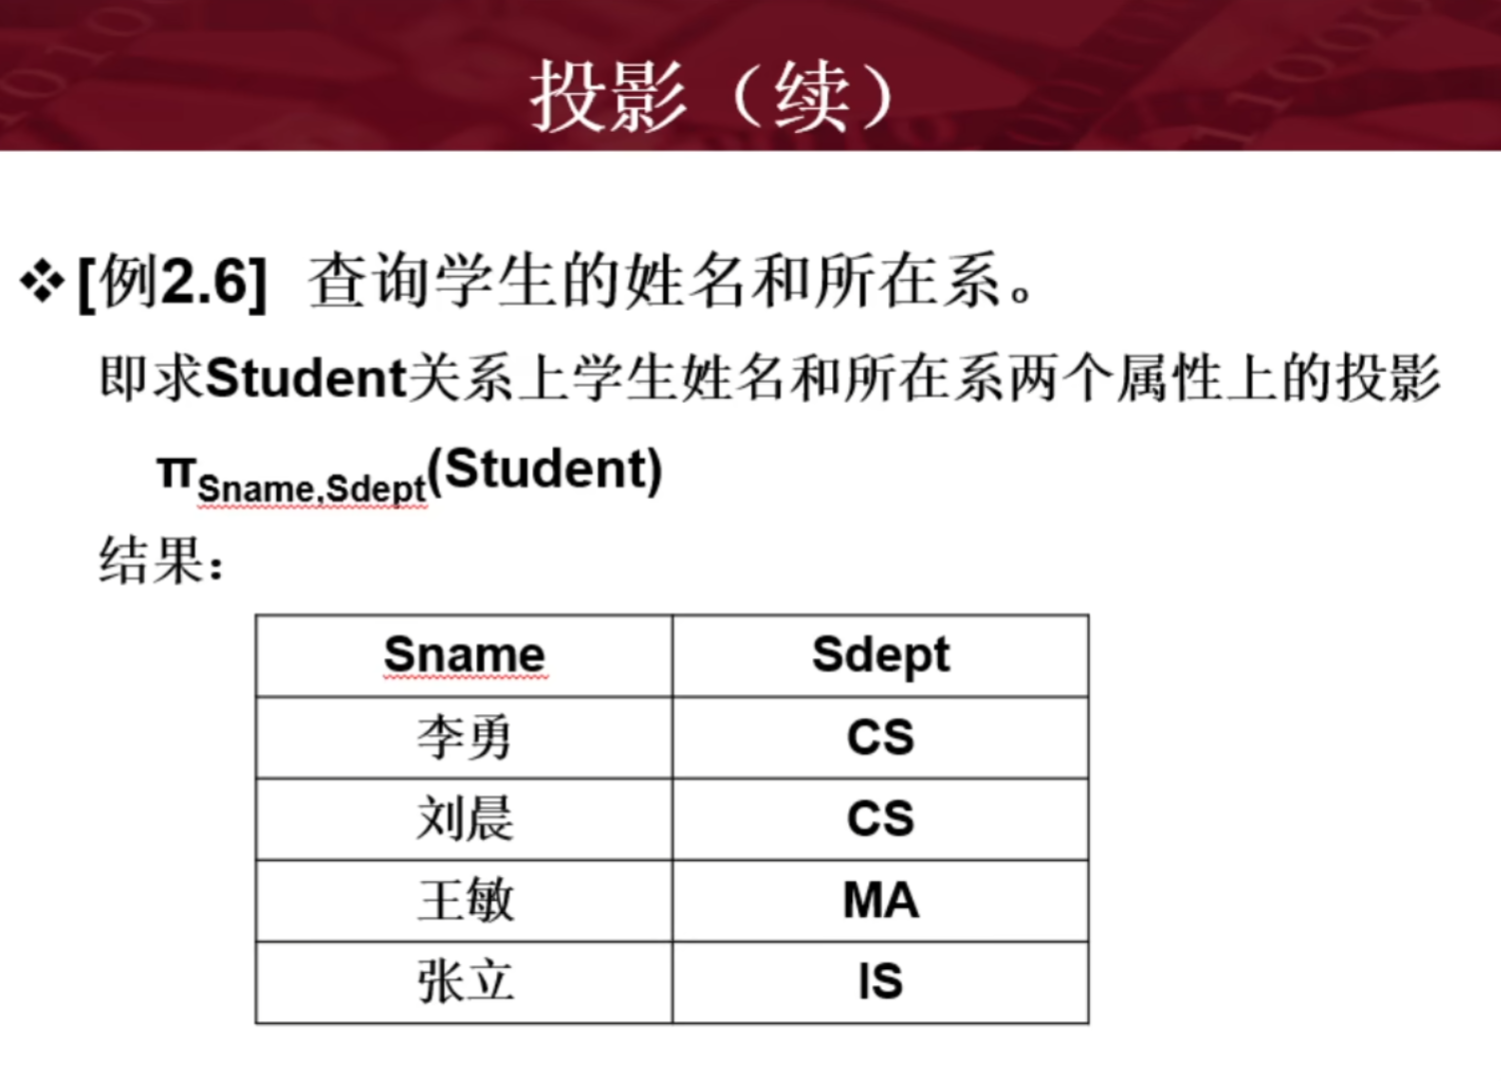 投影（续）
[例2.6] 查询学生的姓名和所在系。
即求Student关系上学生姓名和所在系两个属性上的投影
πSname,Sdept(Student)
结果：
Sname Sdept
李勇 CS
刘晨 CS
王敏 MA
张立 IS